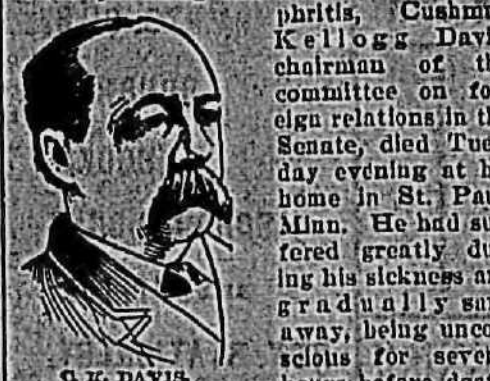 phritis, Cushm
Kellogg Davi
chairman of th
committee on fo
eign relations in th
Senate, died Tue
day evening at h
home in St. Pau
Minn. He had su
fered greatly du
ing his sickness an
gradually san
away, being unco
scious for sever
C. K. DAVIS.